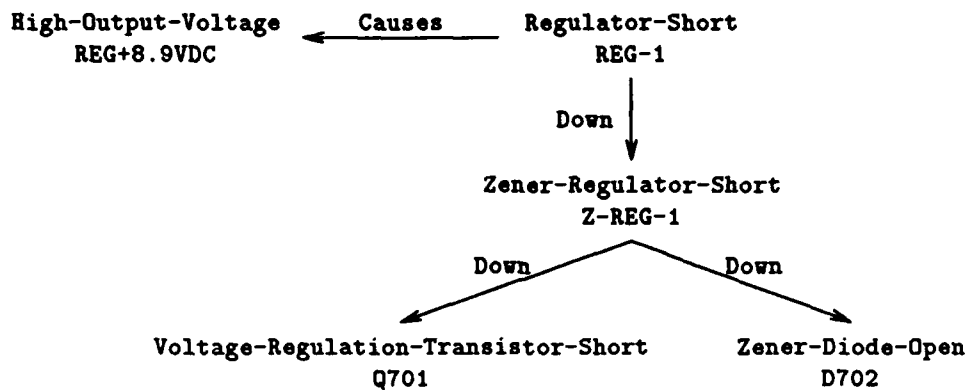 High-Output-Voltage
REG+8.9VDC
Causes
Regulator-Short
REG-1
Down
Zener-Regulator-Short
Z-REG-1
Down
Down
Voltage-Regulation-Transistor-Short
Q701
Zener-Diode-Open
D702